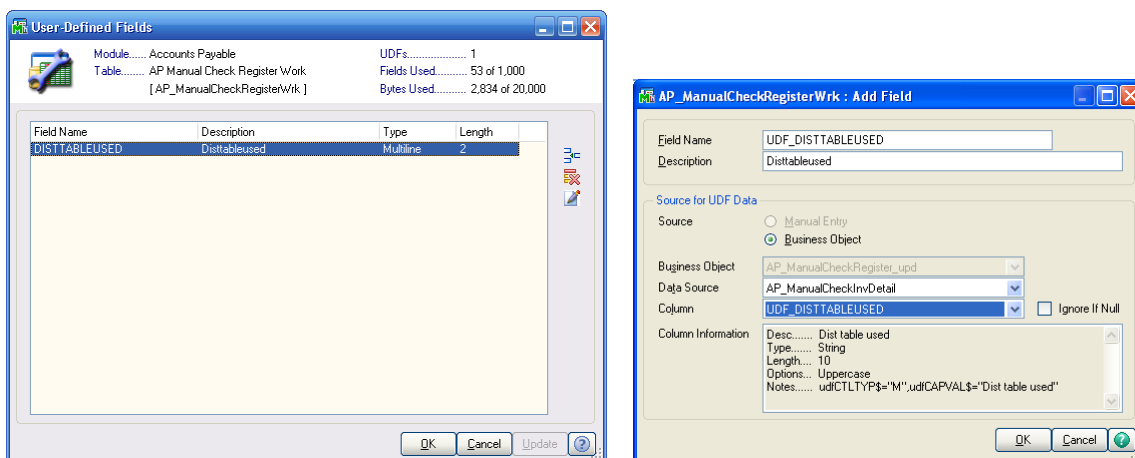 User-Defined Fields
Module...... Accounts Payable
UDFs.................... 1
Table........ AP Manual Check Register Work
Fields Used.......... 53 of 1,000
[ AP_ManualCheckRegisterWrk ]
Bytes Used.......... 2,834 of 20,000
Field Name Description Type Length
DISTTABLEUSED Disttableused Multiline 2
OK Cancel Update
AP_ManualCheckRegisterWrk : Add Field
Field Name UDF_DISTTABLEUSED
Description Disttableused
Source for UDF Data
Source Manual Entry
Business Object
Business Object AP_ManualCheckRegister_upd
Data Source AP_ManualCheckInvDetail
Column UDF_DISTTABLEUSED Ignore If Null
Column Information Desc....... Dist table used
Type....... String
Length.... 10
Options... Uppercase
Notes...... udfCTLTYP$="M",udfCAPVAL$="Dist table used"
OK Cancel